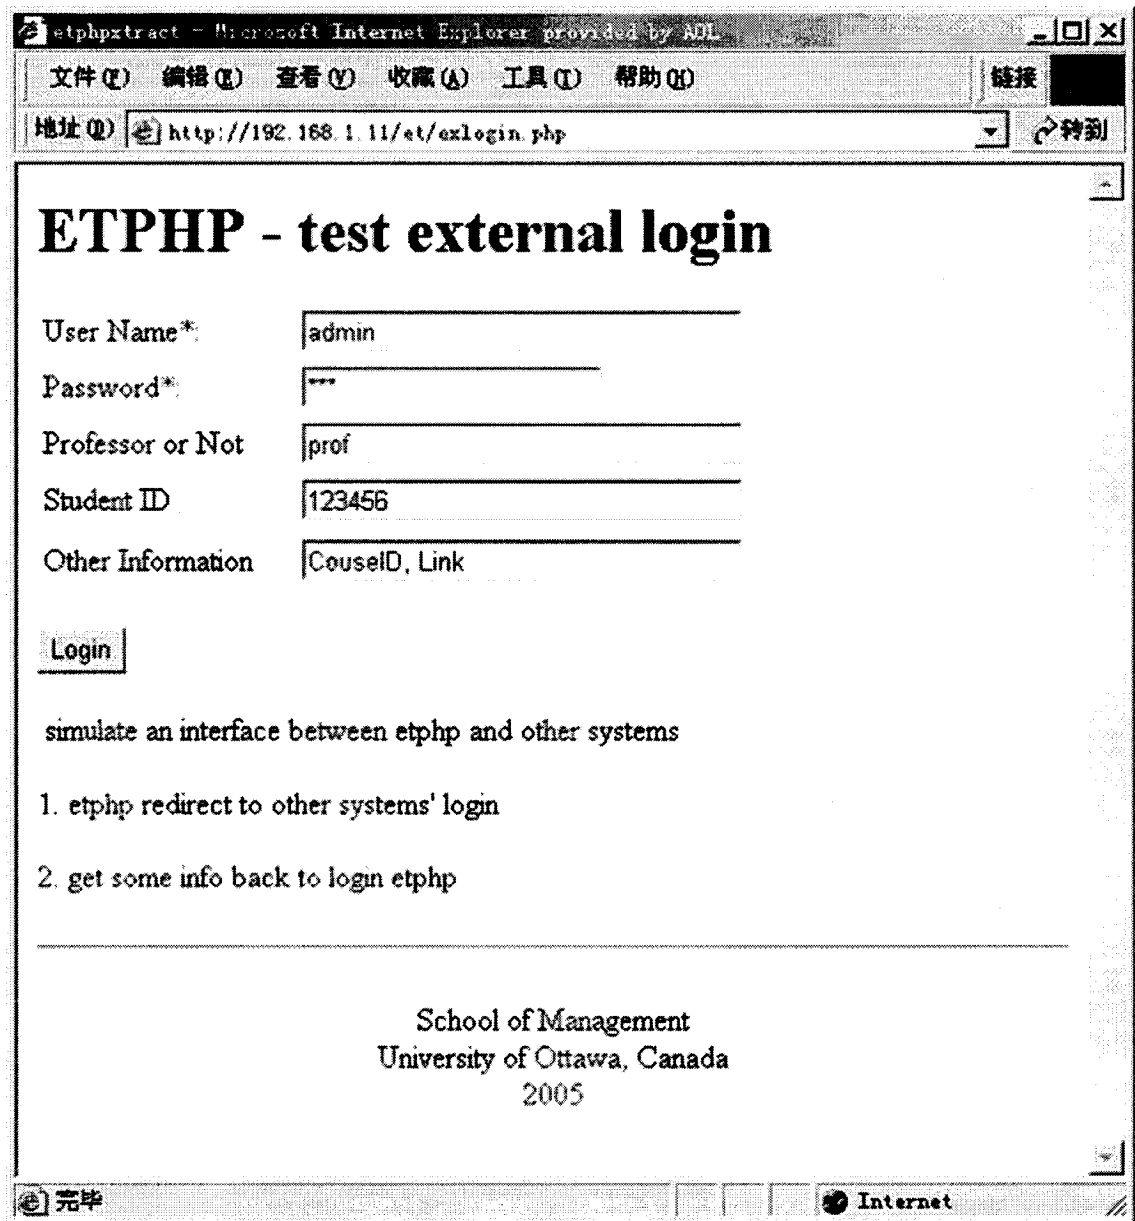 etphpxtract - Microsoft Internet Explorer provided by AOL
文件(F) 编辑(E) 查看(V) 收藏(A) 工具(T) 帮助(H) 链接
地址(D) http://192.168.1.11/et/exlogin.php 转到
ETPHP - test external login
User Name*: admin
Password*: ***
Professor or Not prof
Student ID 123456
Other Information CouseID, Link
Login
simulate an interface between etphp and other systems
1. etphp redirect to other systems' login
2. get some info back to login etphp
School of Management
University of Ottawa, Canada
2005
完毕 Internet